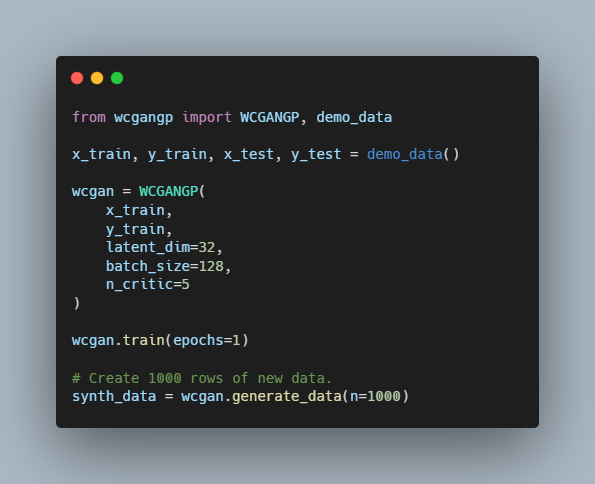 from wcgangp import WCGANGP, demo_data
x_train, y_train, x_test, y_test = demo_data()
wcgan = WCGANGP(
    x_train,
    y_train,
    latent_dim=32,
    batch_size=128,
    n_critic=5
)
wcgan.train(epochs=1)
# Create 1000 rows of new data.
synth_data = wcgan.generate_data(n=1000)